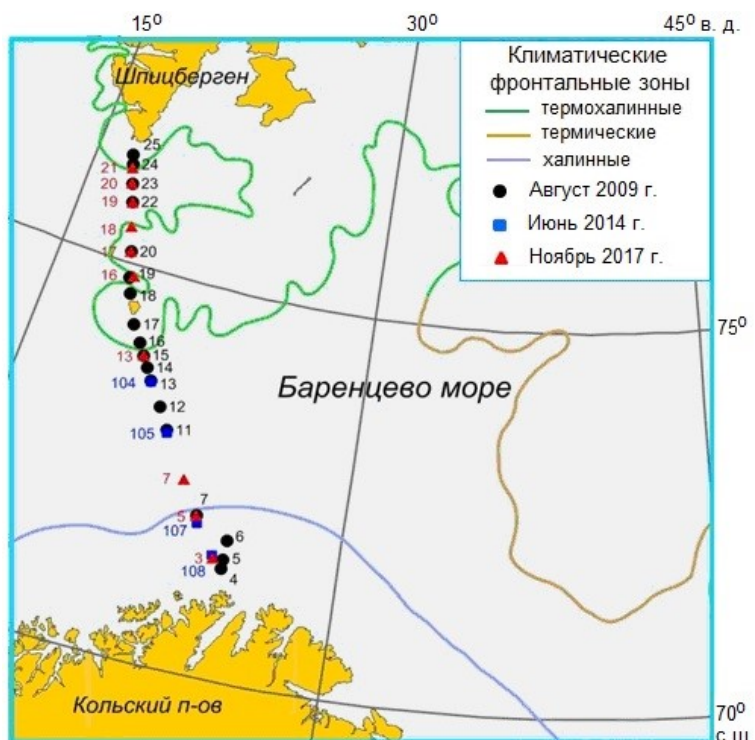 15⁰ 30⁰ 45⁰ в. д.
Шпицберген
Климатические
фронтальные зоны
термохалинные
термические
халинные
Август 2009 г.
Июнь 2014 г.
Ноябрь 2017 г.
25
21 24
20 23
19 22
18
17 20
16 19
18
17
16
13 15
14
104 13
12
105 11
Баренцево море
75⁰
7
7
5
107
6
3 5
108 4
Кольский п-ов
70⁰
с.ш.